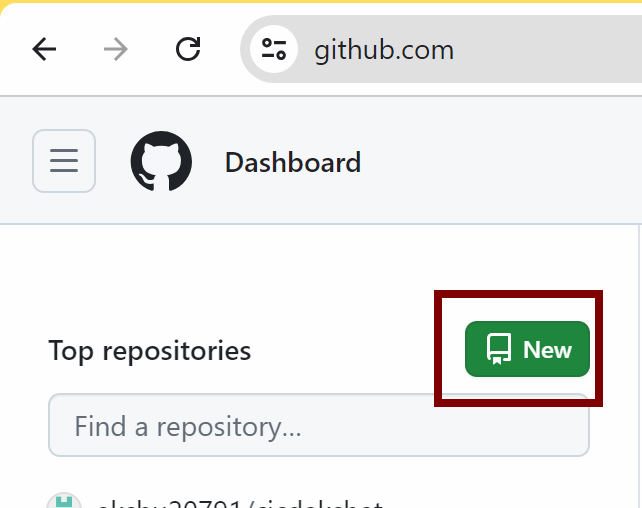 github.com
Dashboard
Top repositories
New
Find a repository...